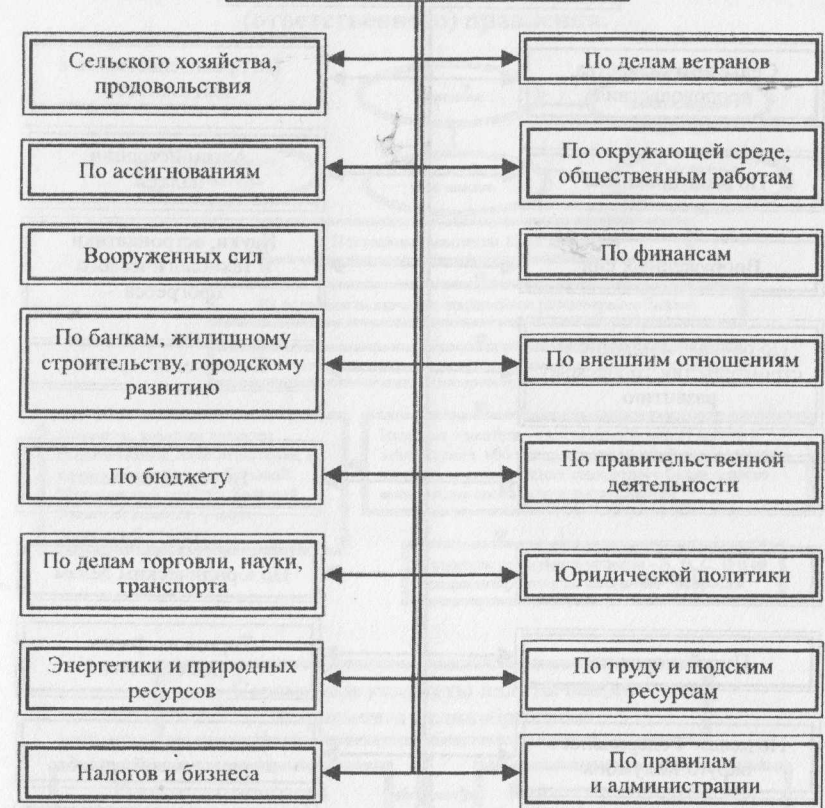 Сельского хозяйства,
продовольствия
По делам ветранов
По ассигнованиям
По окружающей среде,
общественным работам
Вооруженных сил
По финансам
По банкам, жилищному
строительству, городскому
развитию
По внешним отношениям
По бюджету
По правительственной
деятельности
По делам торговли, науки,
транспорта
Юридической политики
Энергетики и природных
ресурсов
По труду и людским
ресурсам
Налогов и бизнеса
По правилам
и администрации